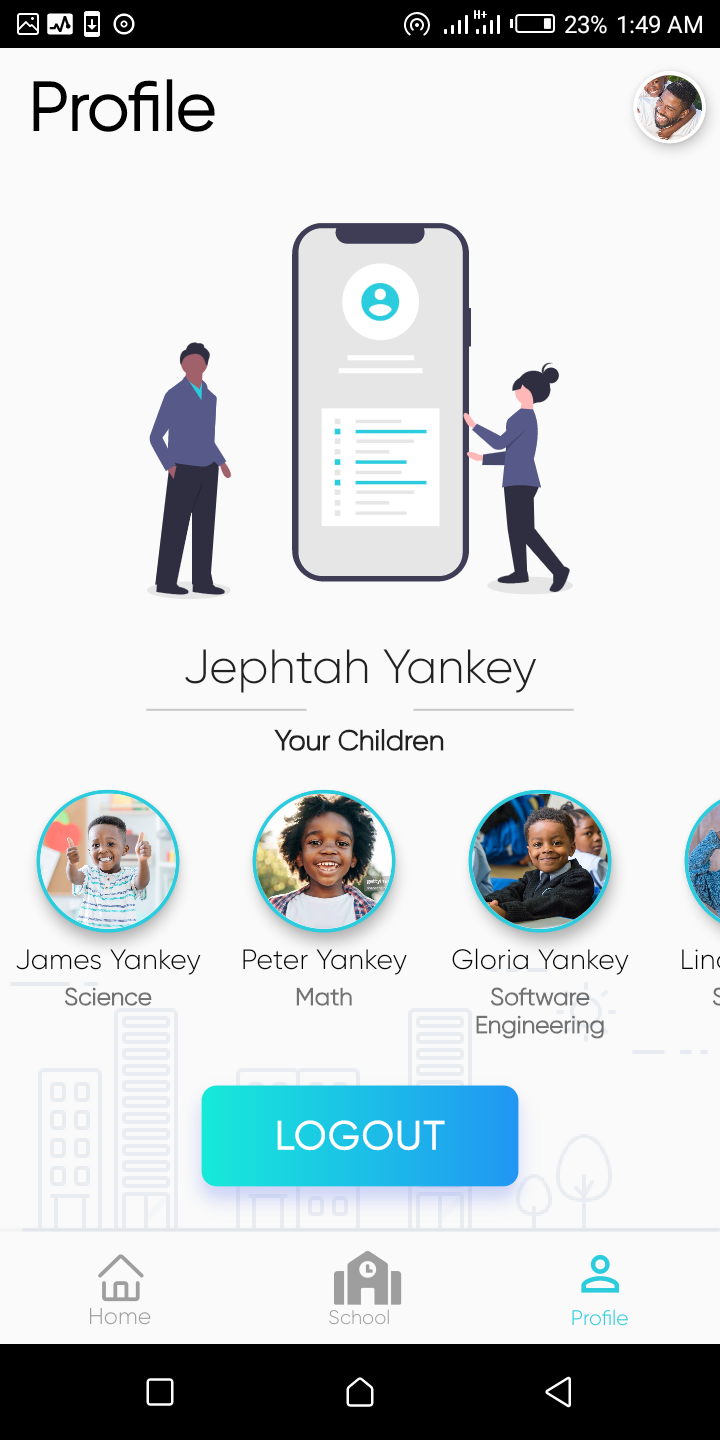 H+
23% 1:49 AM
Profile
Jephtah Yankey
Your Children
James Yankey
Peter Yankey
Gloria Yankey
Lin
Science
Math
Software
S
Engineering
LOGOUT
Home
School
Profile